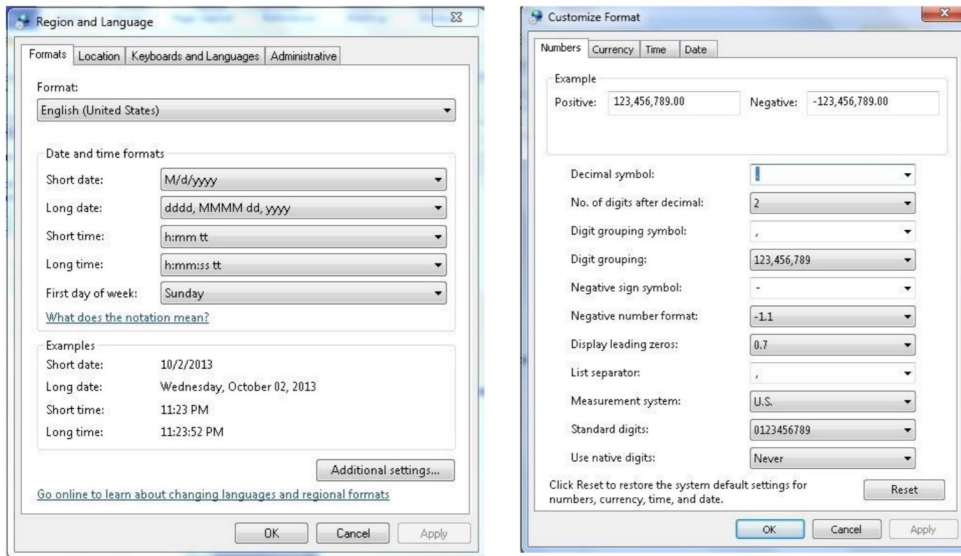 Region and Language
Formats Location Keyboards and Languages Administrative
Format:
English (United States)
Date and time formats
Short date: M/d/yyyy
Long date: dddd, MMMM dd, yyyy
Short time: h:mm tt
Long time: h:mm:ss tt
First day of week: Sunday
What does the notation mean?
Examples
Short date: 10/2/2013
Long date: Wednesday, October 02, 2013
Short time: 11:23 PM
Long time: 11:23:52 PM
Additional settings...
Go online to learn about changing languages and regional formats
OK Cancel Apply
Customize Format
Numbers Currency Time Date
Example
Positive: 123,456,789.00 Negative: -123,456,789.00
Decimal symbol: .
No. of digits after decimal: 2
Digit grouping symbol: ,
Digit grouping: 123,456,789
Negative sign symbol: -
Negative number format: -1.1
Display leading zeros: 0.7
List separator: ,
Measurement system: U.S.
Standard digits: 0123456789
Use native digits: Never
Click Reset to restore the system default settings for
numbers, currency, time, and date.
Reset
OK Cancel Apply